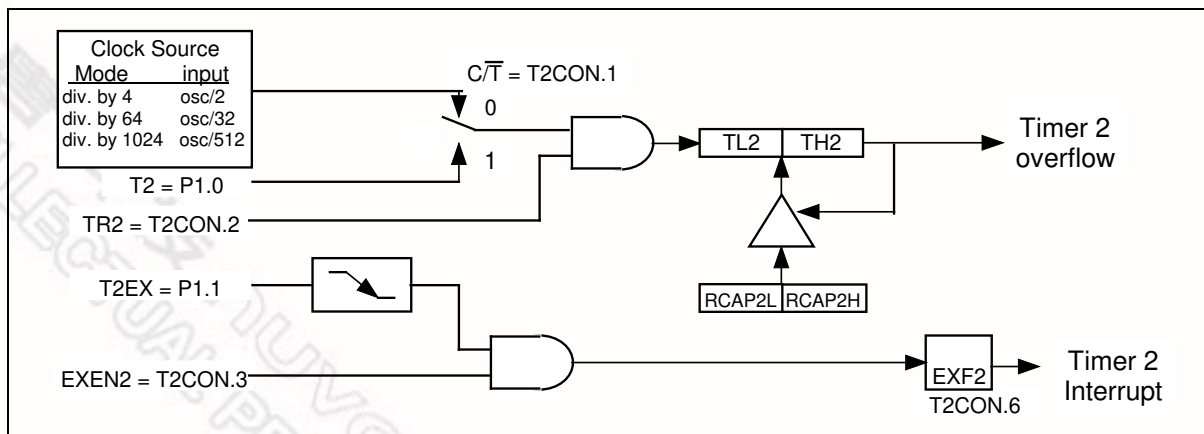 Clock Source
Mode input
div. by 4 osc/2
div. by 64 osc/32
div. by 1024 osc/512
C/T̅ = T2CON.1
0
1
T2 = P1.0
TR2 = T2CON.2
TL2 TH2
Timer 2
overflow
T2EX = P1.1
RCAP2L RCAP2H
EXEN2 = T2CON.3
EXF2
T2CON.6
Timer 2
Interrupt